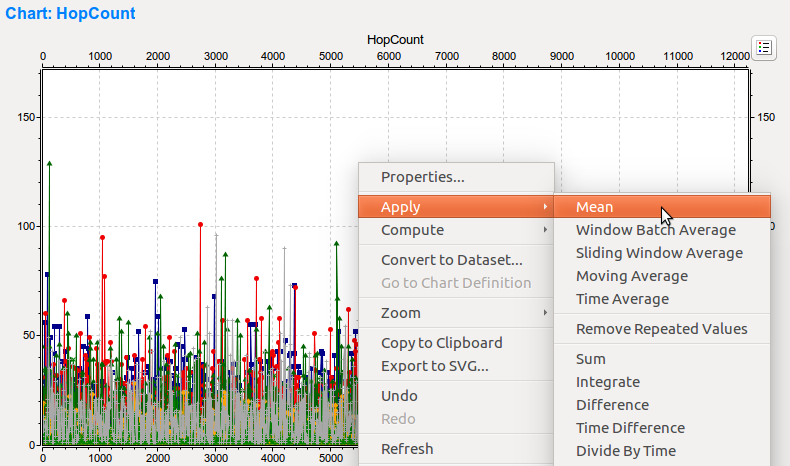 Chart: HopCount
HopCount
0 1000 2000 3000 4000 5000 6000 7000 8000 9000 10000 11000 12000
150 150
Properties...
Apply Mean
100
Compute Window Batch Average
Convert to Dataset... Sliding Window Average
Go to Chart Definition Moving Average
Time Average
Zoom
Remove Repeated Values
50
Copy to Clipboard
Export to SVG... Sum
Integrate
Undo
Difference
Redo
Time Difference
Refresh Divide By Time
0
0 1000 2000 3000 4000 5000